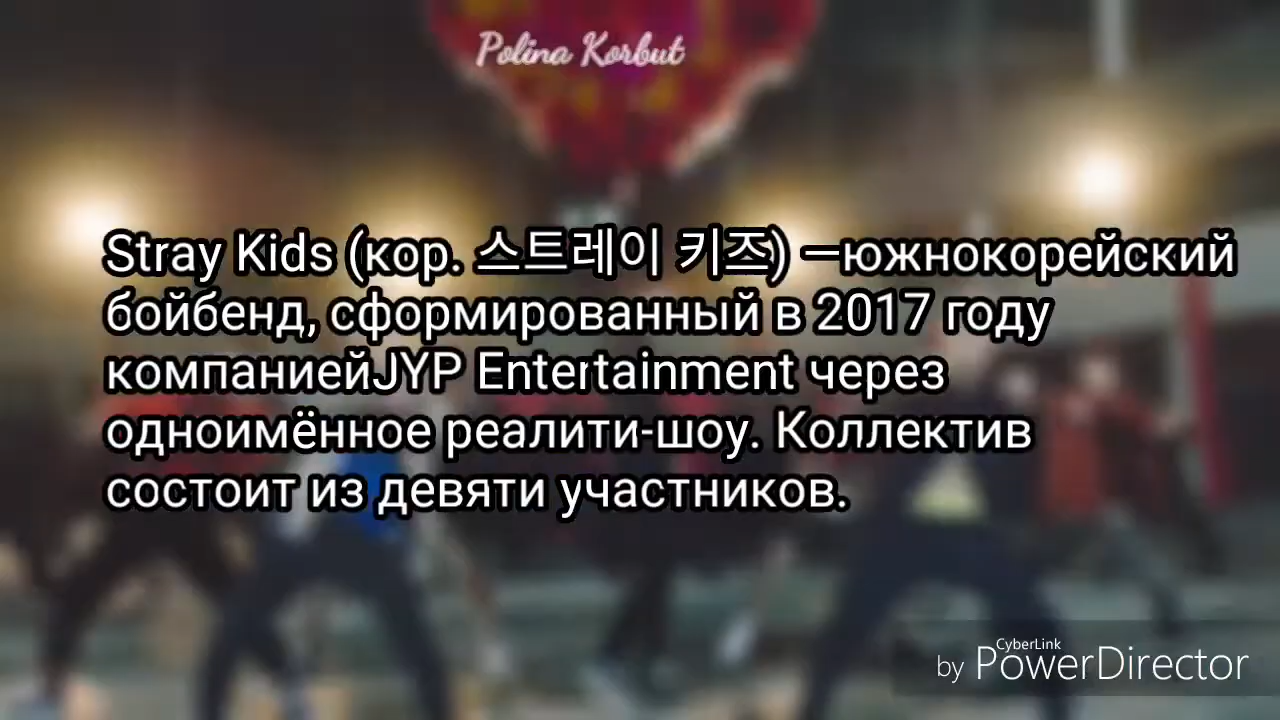 Polina Korbut
Stray Kids (кор. 스트레이 키즈) —южнокорейский
бойбенд, сформированный в 2017 году
компаниейJYP Entertainment через
одноимённое реалити-шоу. Коллектив
состоит из девяти участников.
CyberLink
by PowerDirector